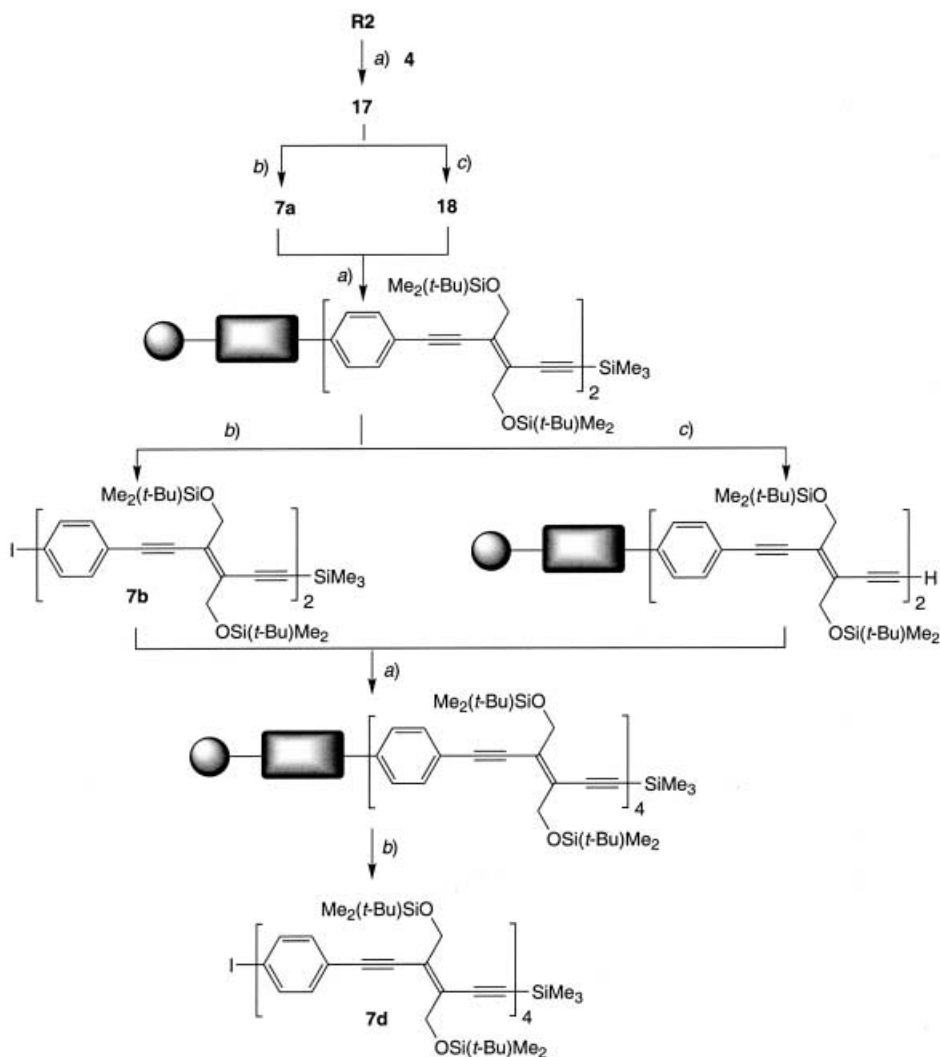 R2
a) 4
17
b) c)
7a 18
a)
Me₂(t-Bu)SiO
SiMe₃
2
OSi(t-Bu)Me₂
b) c)
Me₂(t-Bu)SiO Me₂(t-Bu)SiO
I SiMe₃ H
2 2
7b
OSi(t-Bu)Me₂ OSi(t-Bu)Me₂
a)
Me₂(t-Bu)SiO
SiMe₃
4
OSi(t-Bu)Me₂
b)
Me₂(t-Bu)SiO
I SiMe₃
4
7d
OSi(t-Bu)Me₂